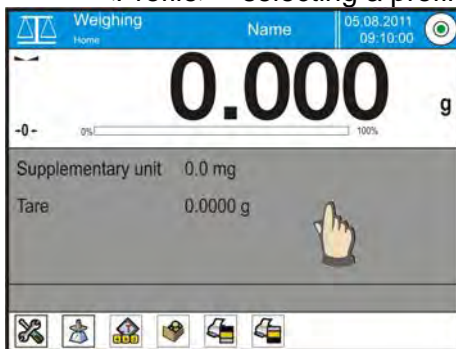 Weighing
Home
Name
05.08.2011
09:10:00
0.000
g
-0-
0%
100%
Supplementary unit 0.0 mg
Tare 0.0000 g